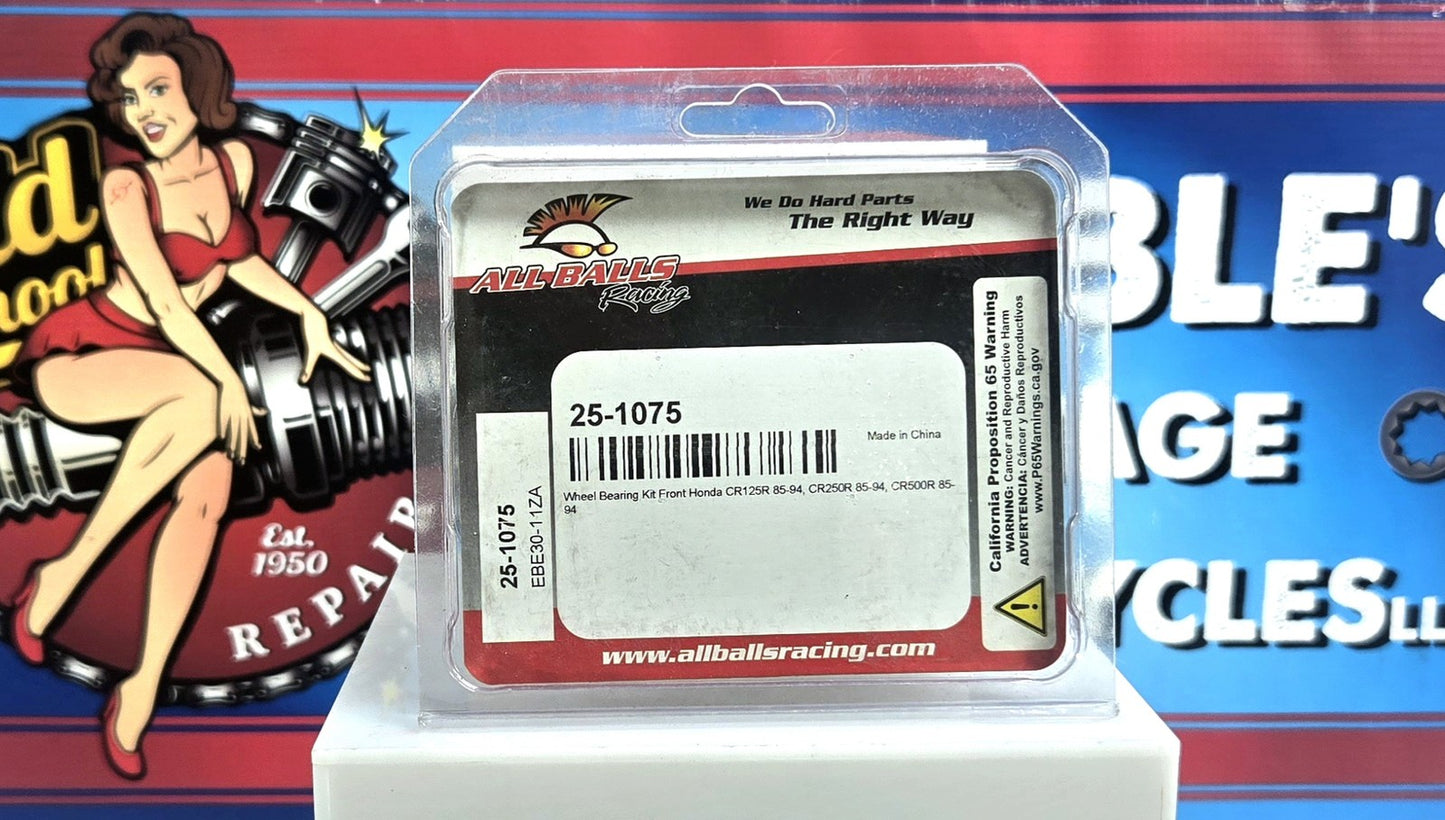 We Do Hard Parts
The Right Way
ALL BALLS
Racing
25-1075
Made in China
Wheel Bearing Kit Front Honda CR125R 85-94, CR250R 85-94, CR500R 85-
94
25-1075
EBE30-11ZA
California Proposition 65 Warning
WARNING: Cancer and Reproductive Harm
ADVERTENCIA: Cáncer y Daños Reproductivos
www.P65Warnings.ca.gov
www.allballsracing.com
Est.
1950
REPAIR
BLE'S
AGE
YCLES LL